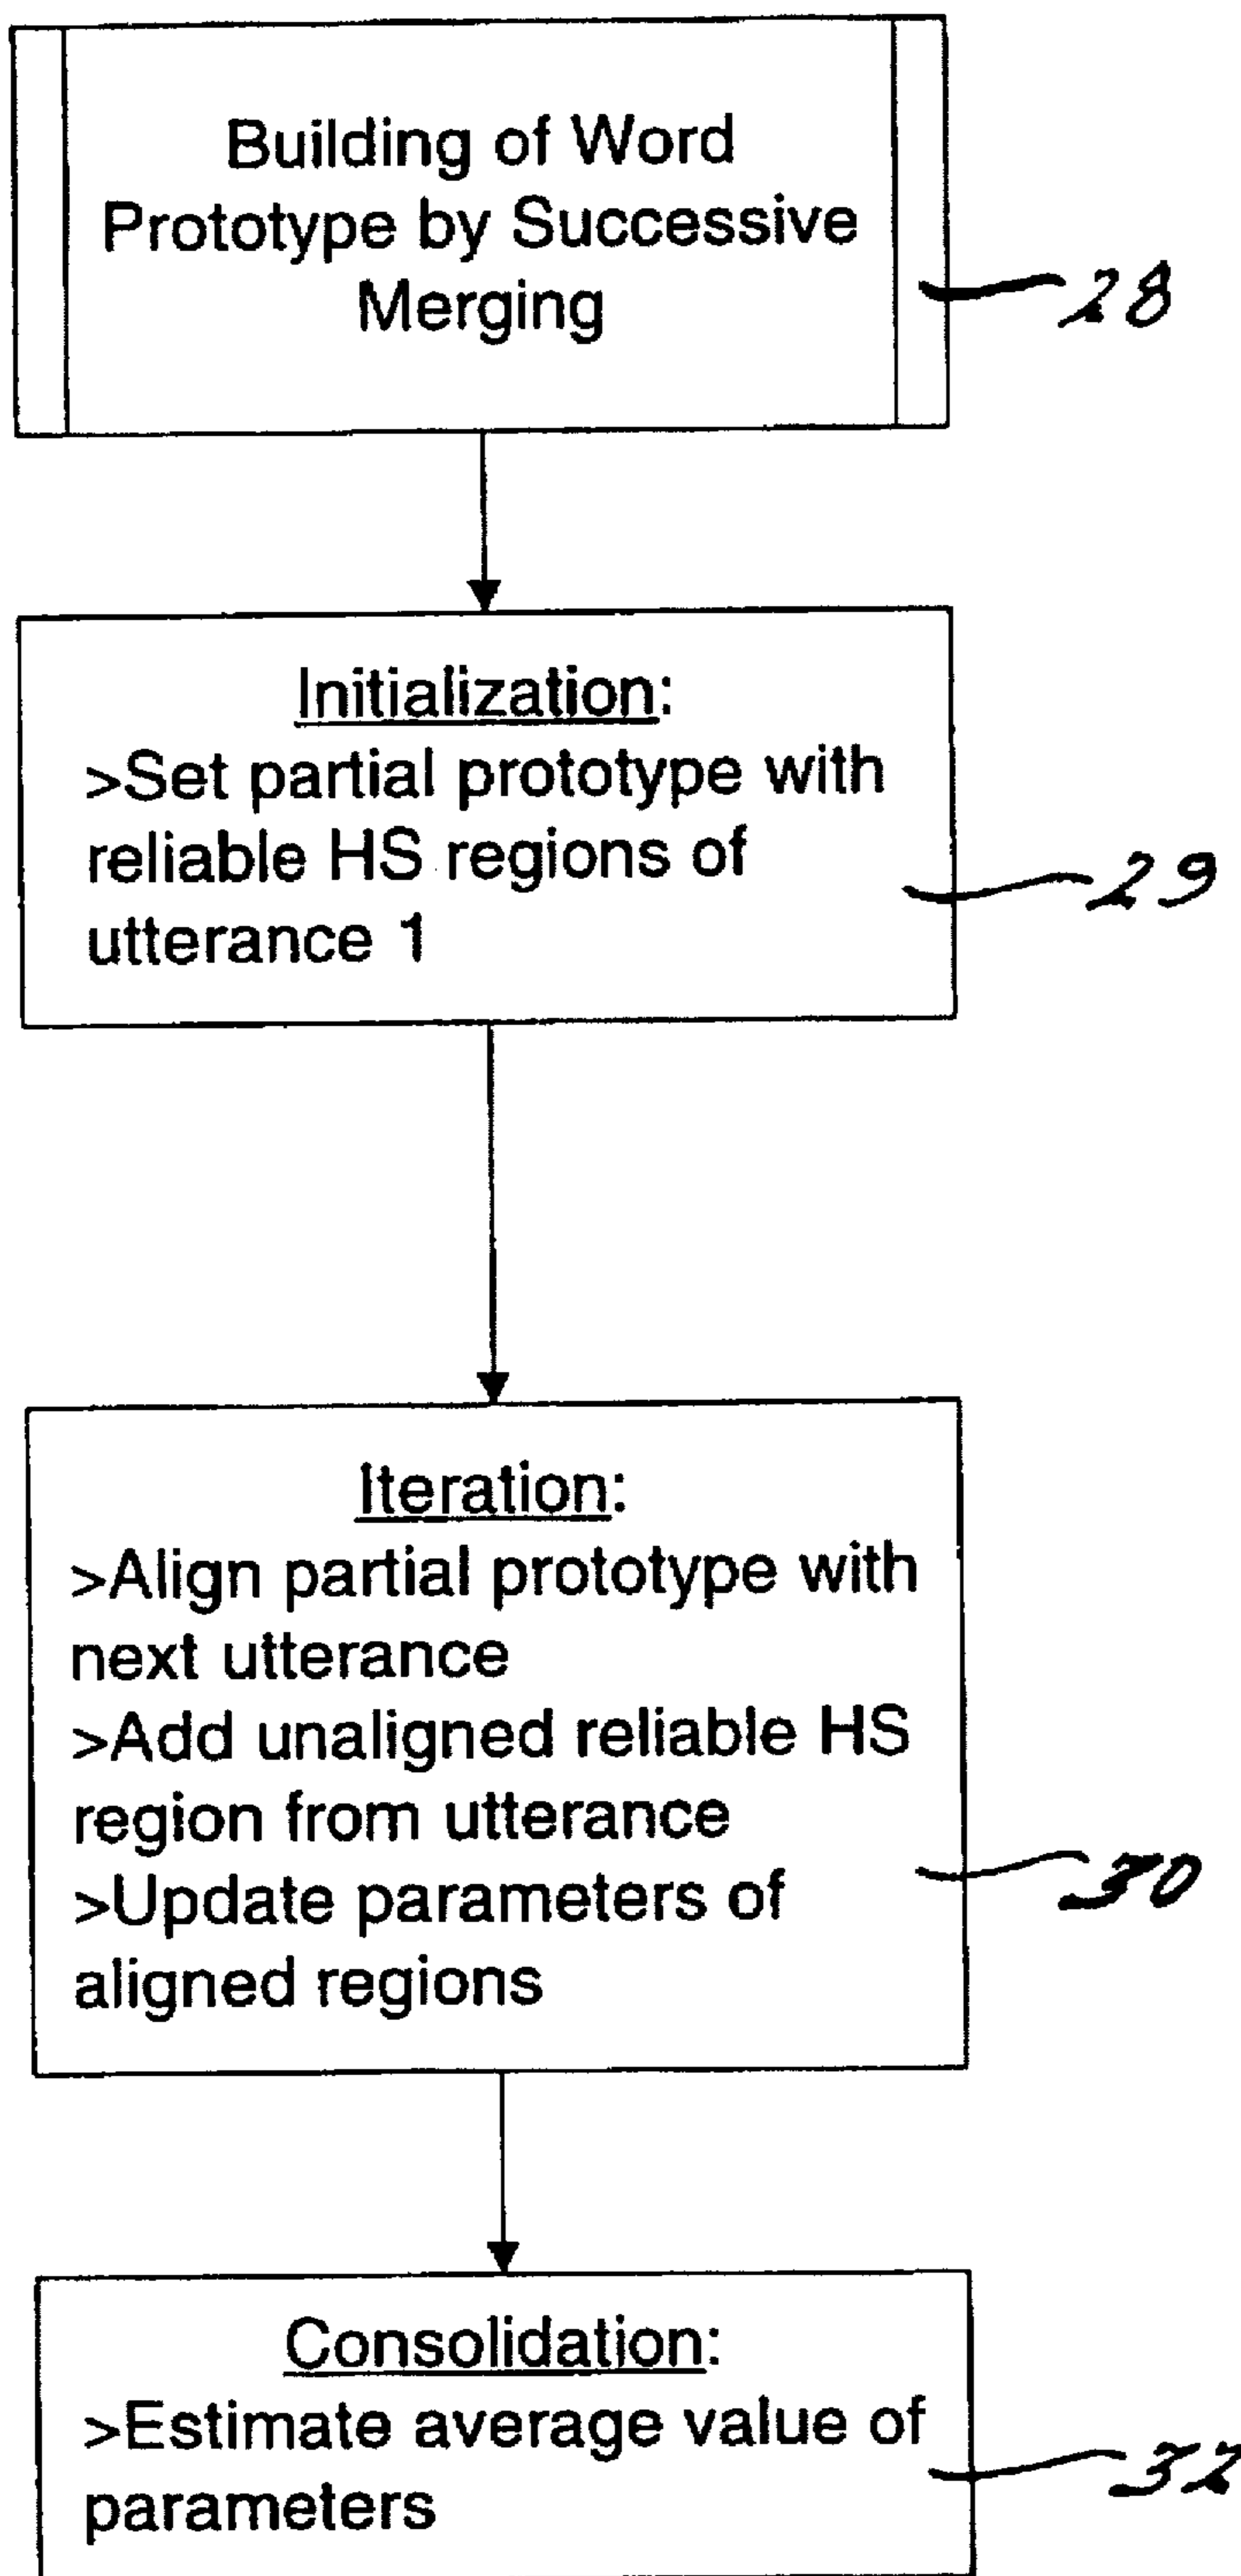 Building of Word
Prototype by Successive
Merging
28
Initialization:
>Set partial prototype with
reliable HS regions of
utterance 1
29
Iteration:
>Align partial prototype with
next utterance
>Add unaligned reliable HS
region from utterance
>Update parameters of
aligned regions
30
Consolidation:
>Estimate average value of
parameters
32